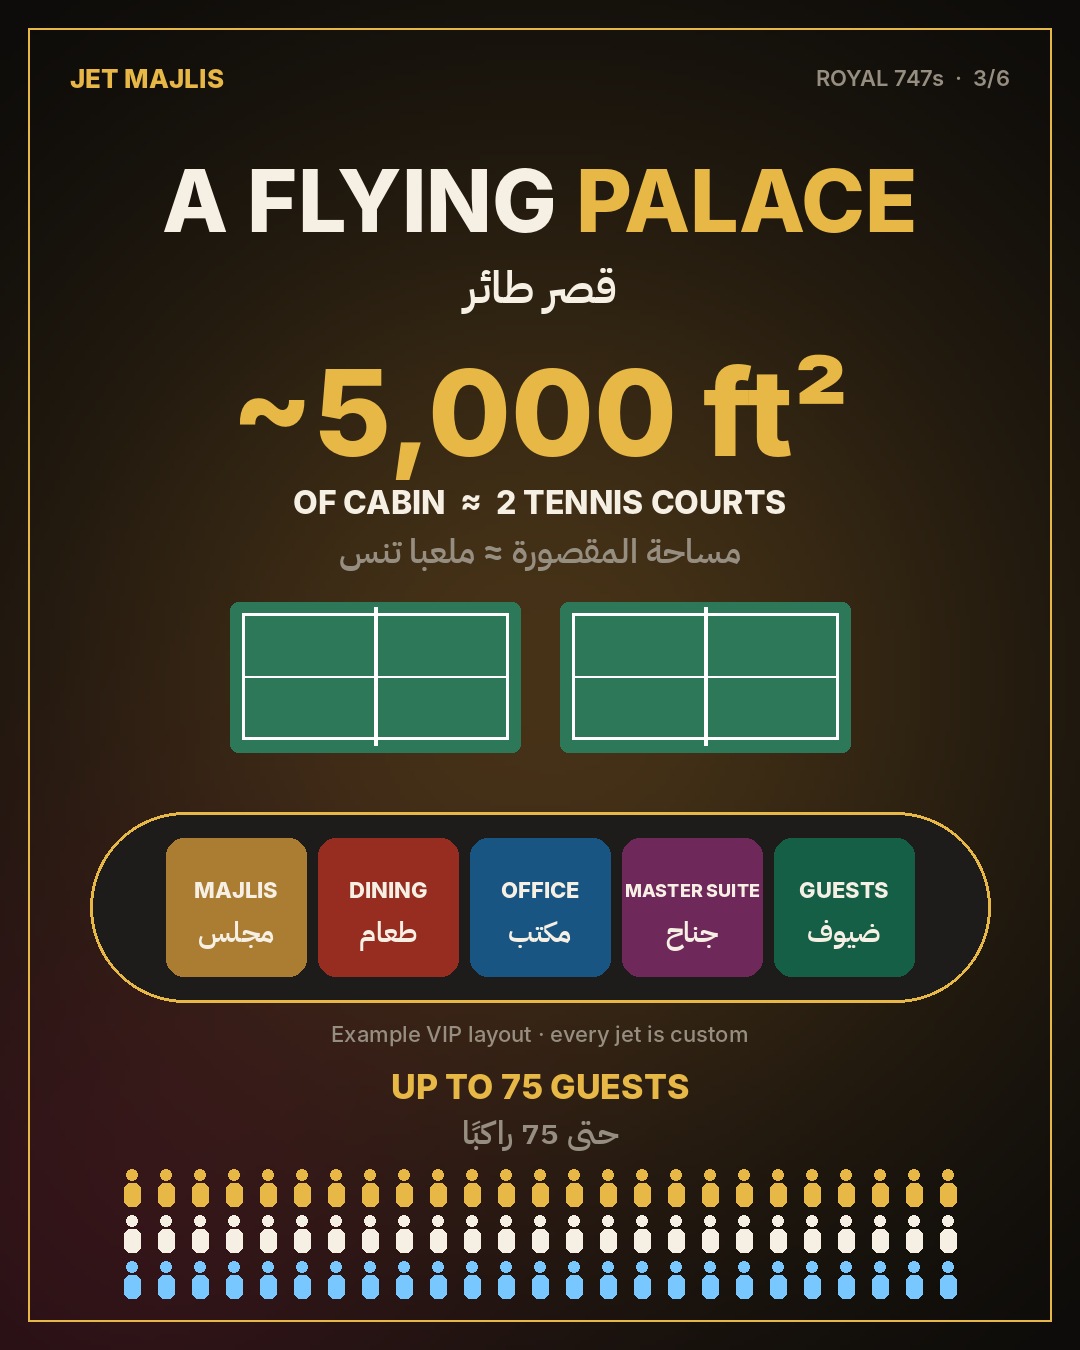 JET MAJLIS
ROYAL 747s · 3/6
A FLYING PALACE
قصر طائر
~5,000 ft²
OF CABIN ≈ 2 TENNIS COURTS
مساحة المقصورة ≈ ملعبا تنس
MAJLIS
مجلس
DINING
طعام
OFFICE
مكتب
MASTER SUITE
جناح
GUESTS
ضيوف
Example VIP layout · every jet is custom
UP TO 75 GUESTS
حتى 75 راكبًا